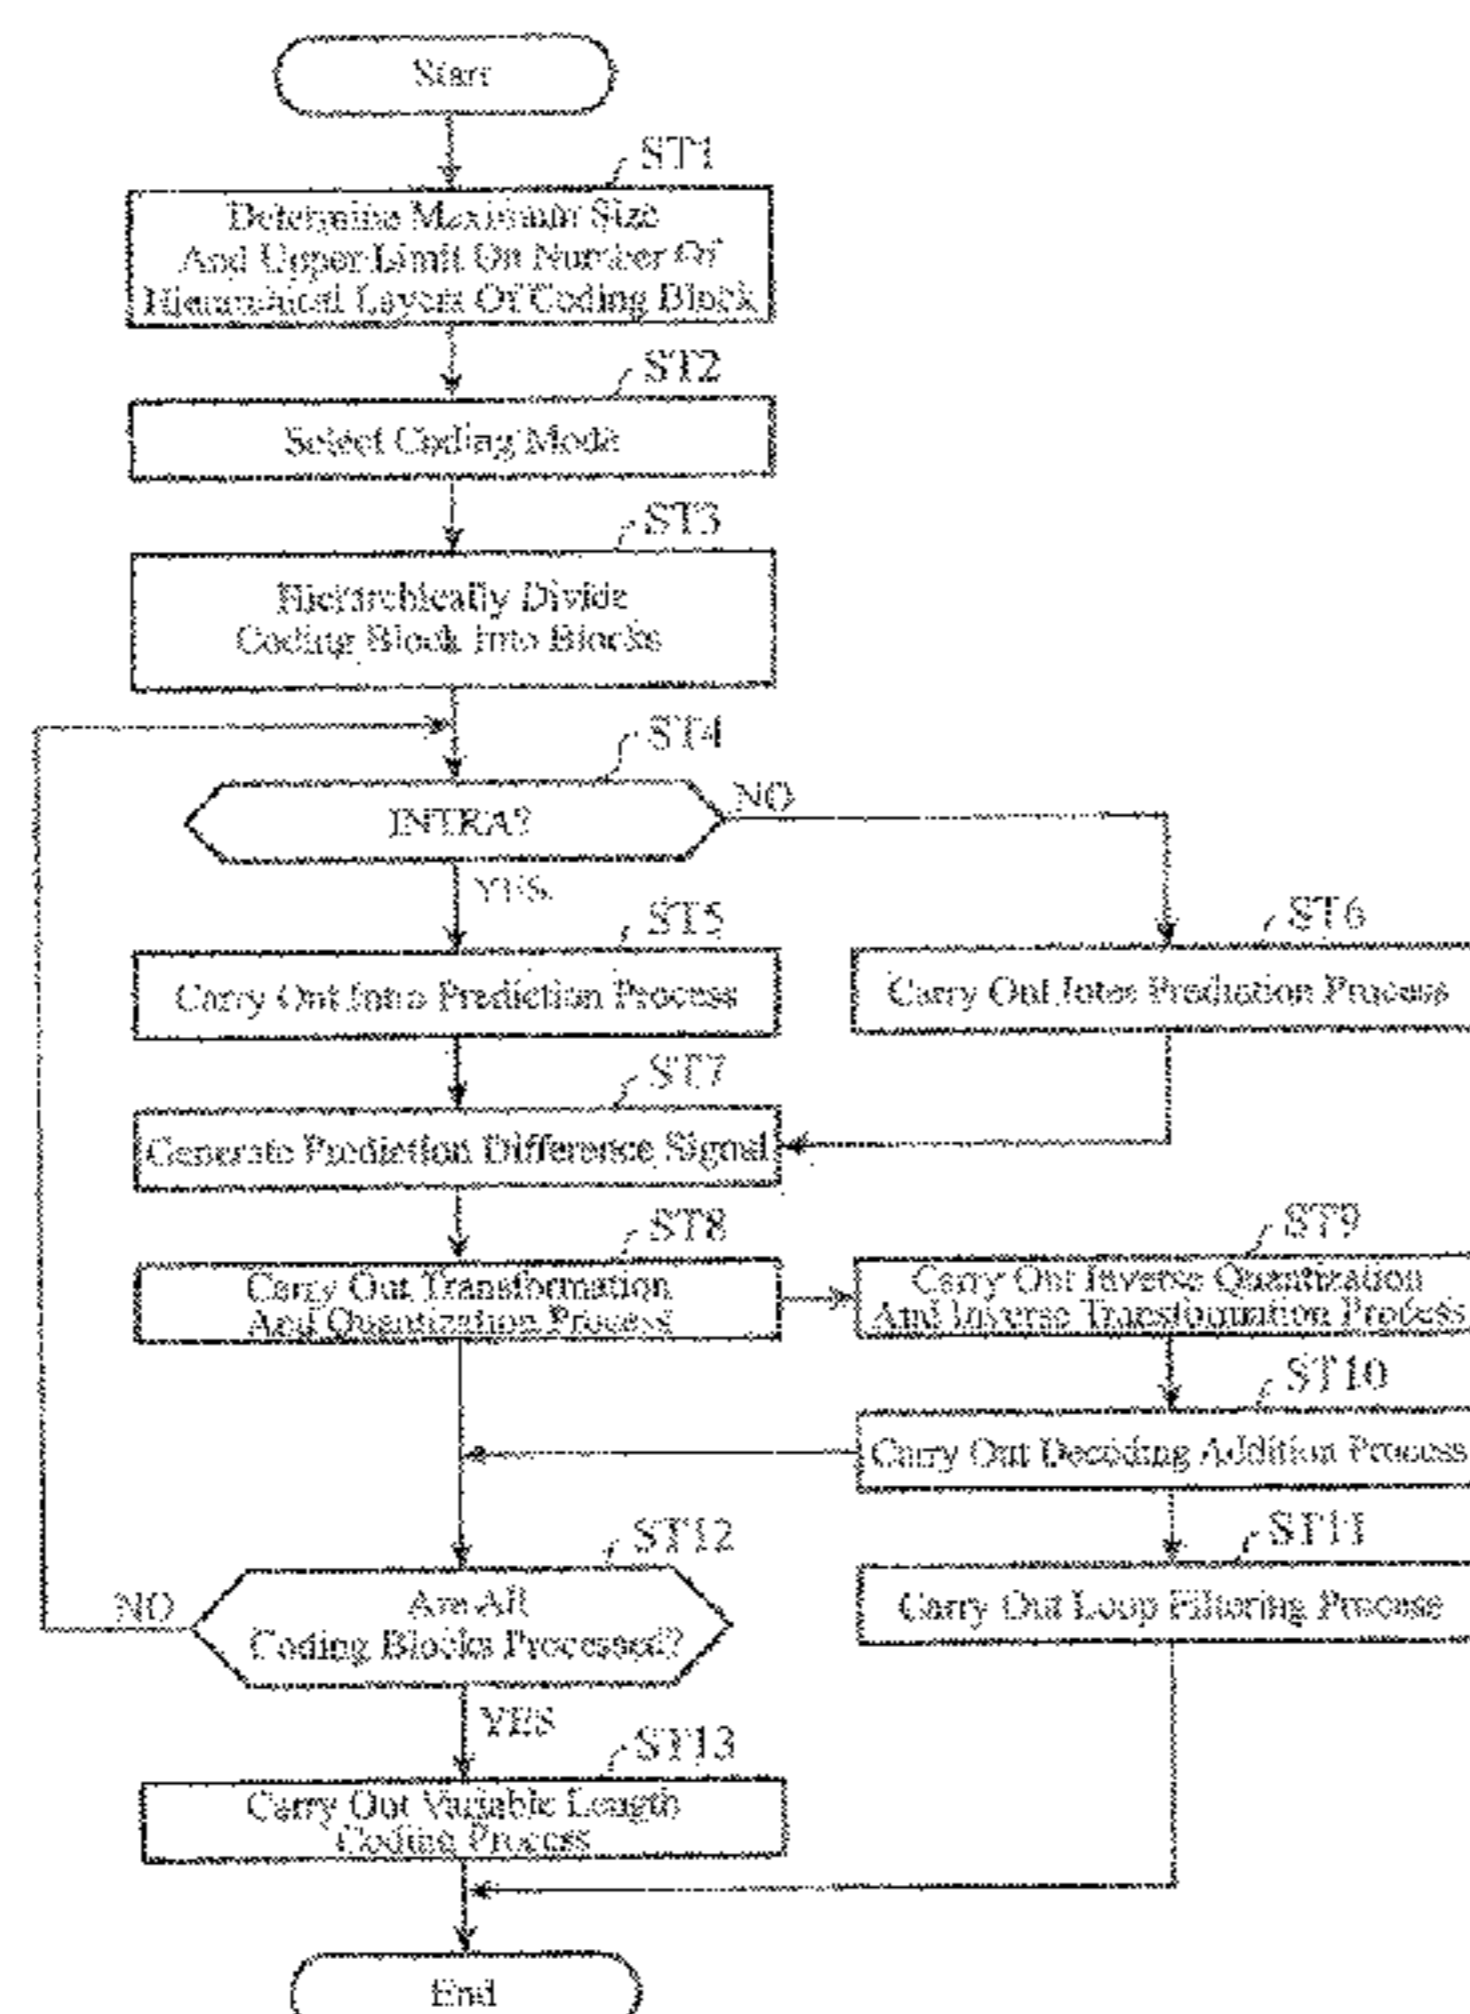 Start
ST1
Determine Maximum Size
And Upper Limit On Number Of
Hierarchical Layers Of Coding Block
ST2
Select Coding Mode
ST3
Hierarchically Divide
Coding Block Into Blocks
ST4
INTRA?
NO
YES
ST5
Carry Out Intra Prediction Process
ST6
Carry Out Inter Prediction Process
ST7
Generate Prediction Difference Signal
ST8
Carry Out Transformation
And Quantization Process
ST9
Carry Out Inverse Quantization
And Inverse Transformation Process
ST10
Carry Out Decoding Addition Process
ST11
Carry Out Loop Filtering Process
ST12
Are All
Coding Blocks Processed?
NO
YES
ST13
Carry Out Variable Length
Coding Process
End